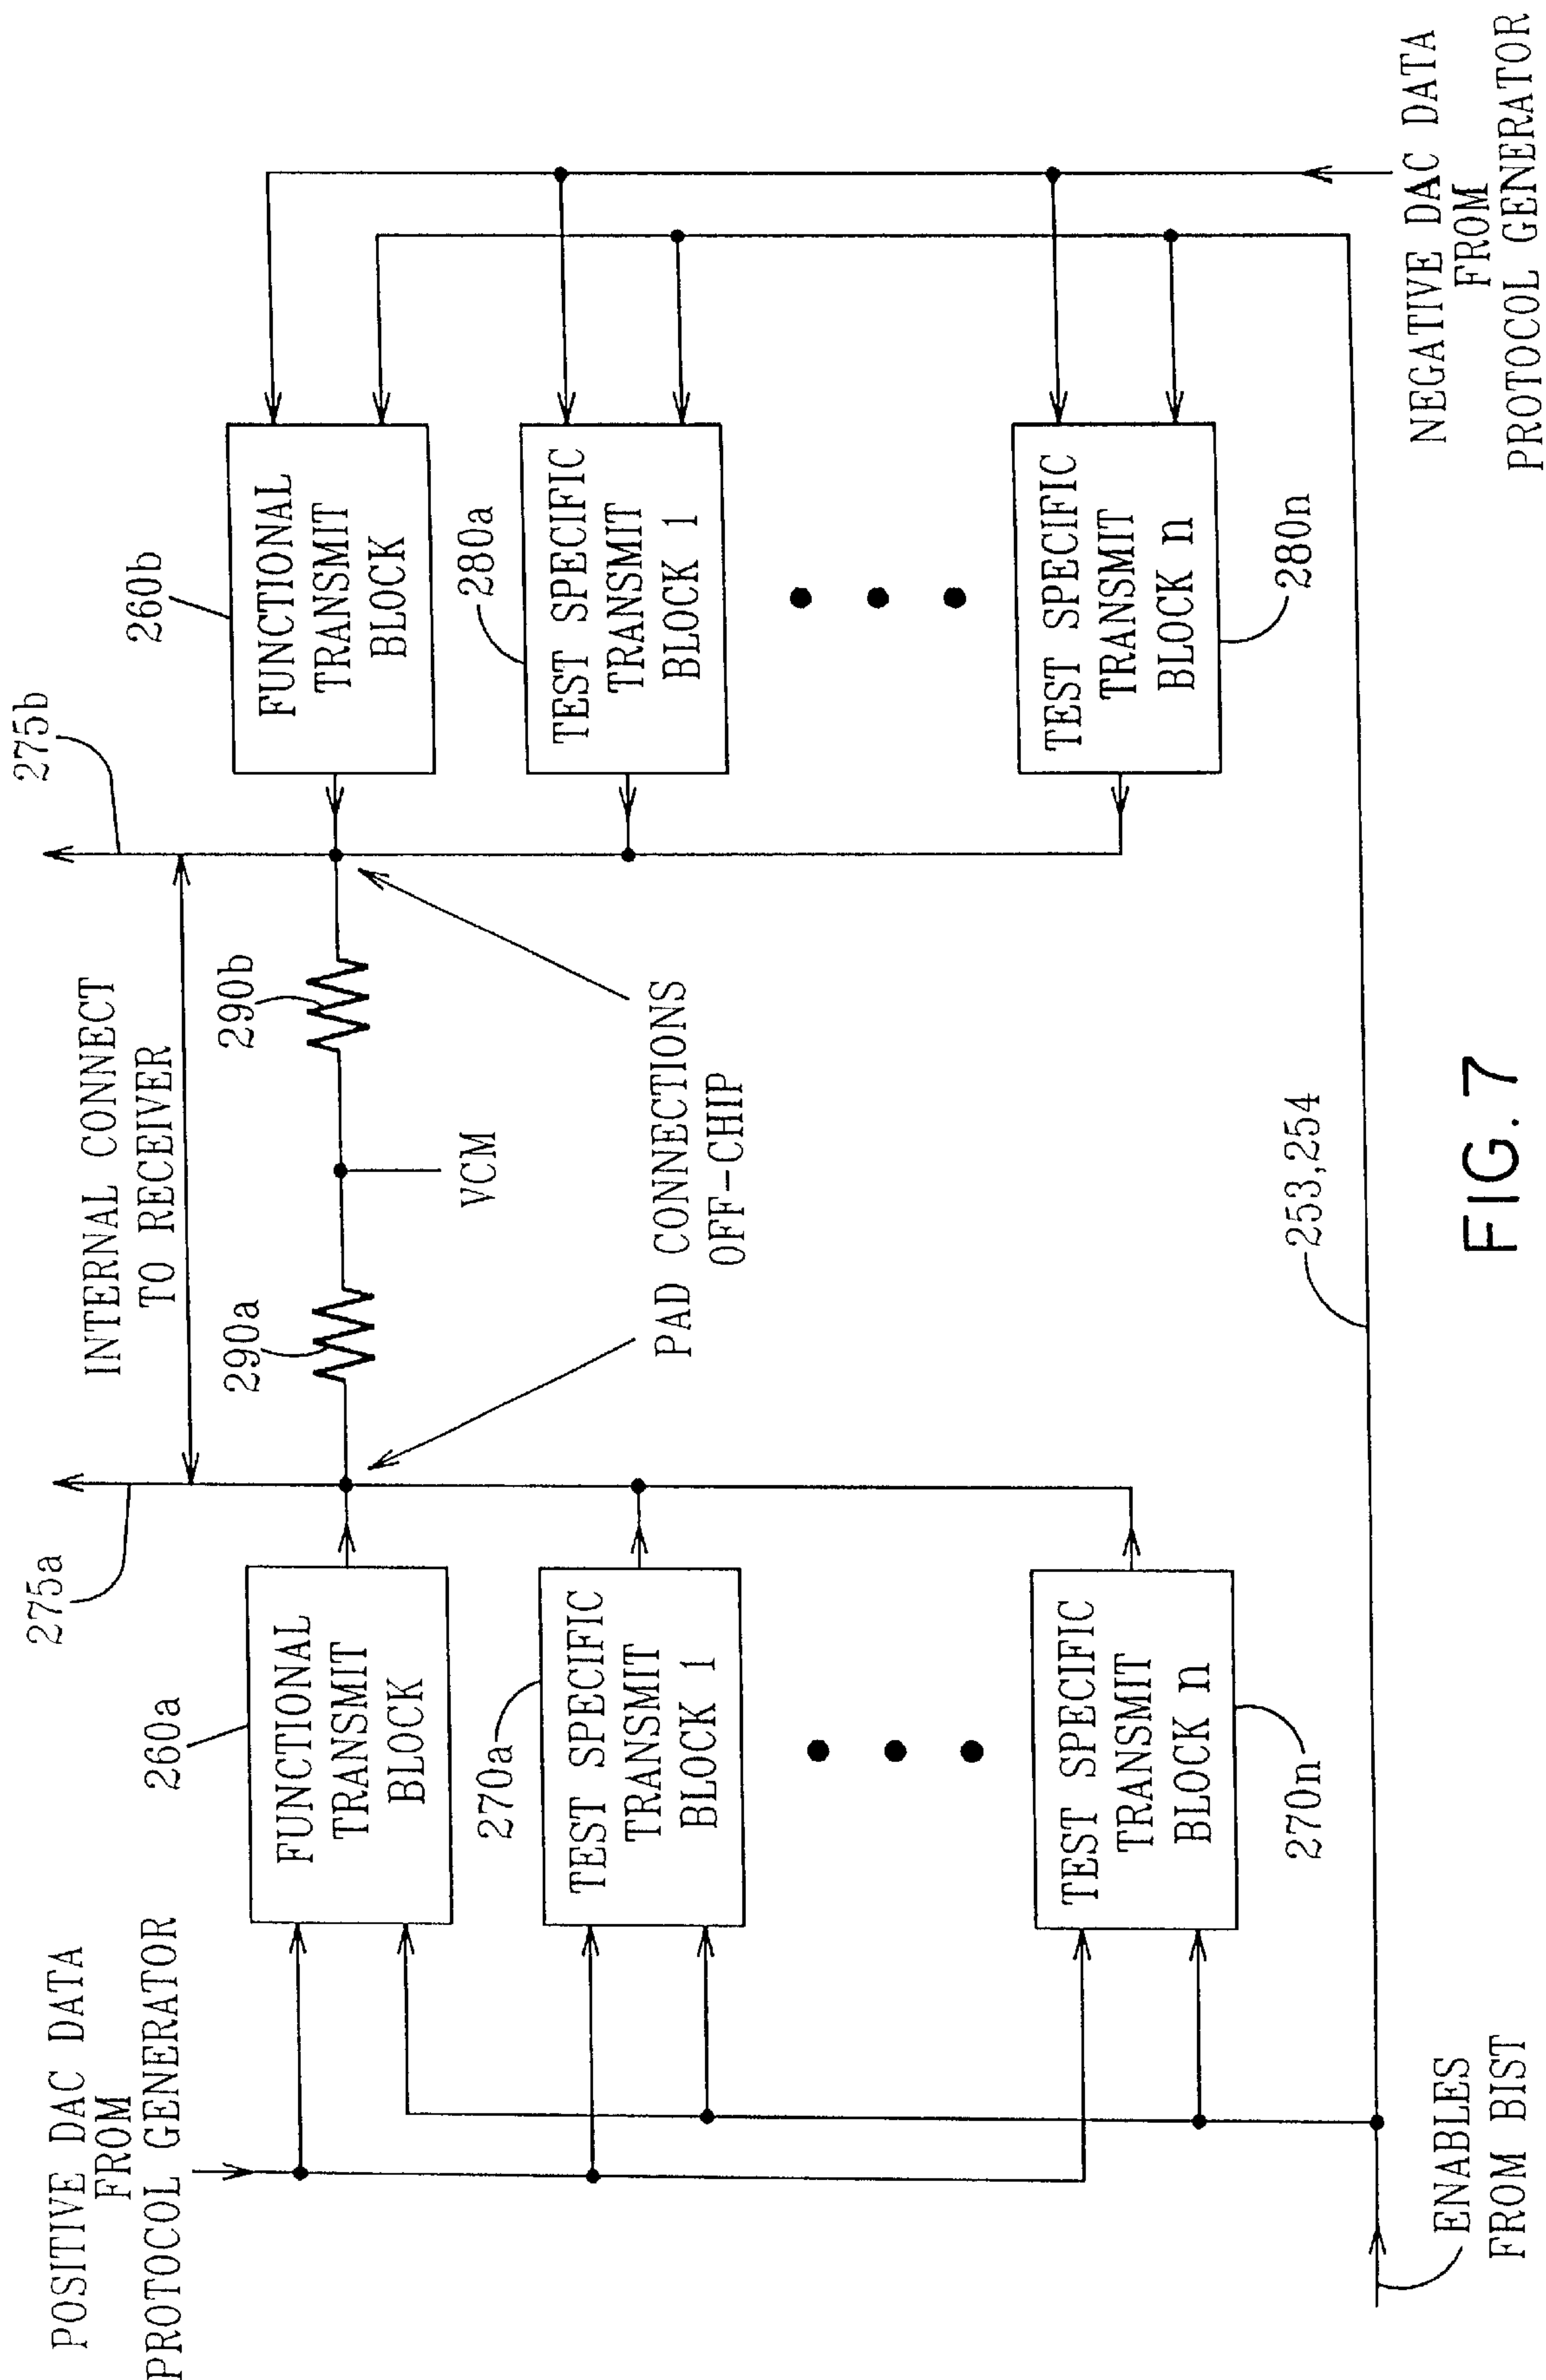 POSITIVE DAC DATA
FROM
PROTOCOL GENERATOR
275a
INTERNAL CONNECT
TO RECEIVER
275b
260a
FUNCTIONAL
TRANSMIT
BLOCK
290a
290b
VCM
260b
FUNCTIONAL
TRANSMIT
BLOCK
270a
TEST SPECIFIC
TRANSMIT
BLOCK 1
PAD CONNECTIONS
OFF-CHIP
280a
TEST SPECIFIC
TRANSMIT
BLOCK 1
TEST SPECIFIC
TRANSMIT
BLOCK n
270n
TEST SPECIFIC
TRANSMIT
BLOCK n
280n
253,254
ENABLES
FROM BIST
NEGATIVE DAC DATA
FROM
PROTOCOL GENERATOR
FIG. 7